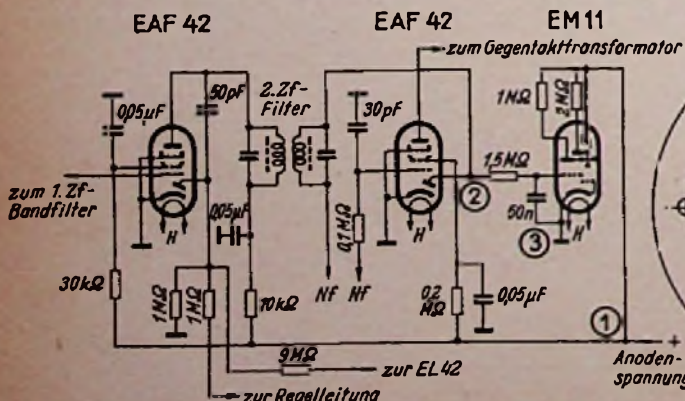 EAF 42
EAF 42
EM 11
zum Gegentakttransformator
0,05µF
50pF
2.Zf-
Filter
30pF
1MΩ
2MΩ
zum 1. Zf-
Bandfilter
1,5MΩ
②
0,05µF
50n
③
H
H
H
0,1MΩ
30kΩ
1MΩ
1MΩ
10kΩ
Nf
Nf
0,2
MΩ
0,05µF
①
9MΩ
zur EL 42
+
Anoden-
spannung
zur Regelleitung